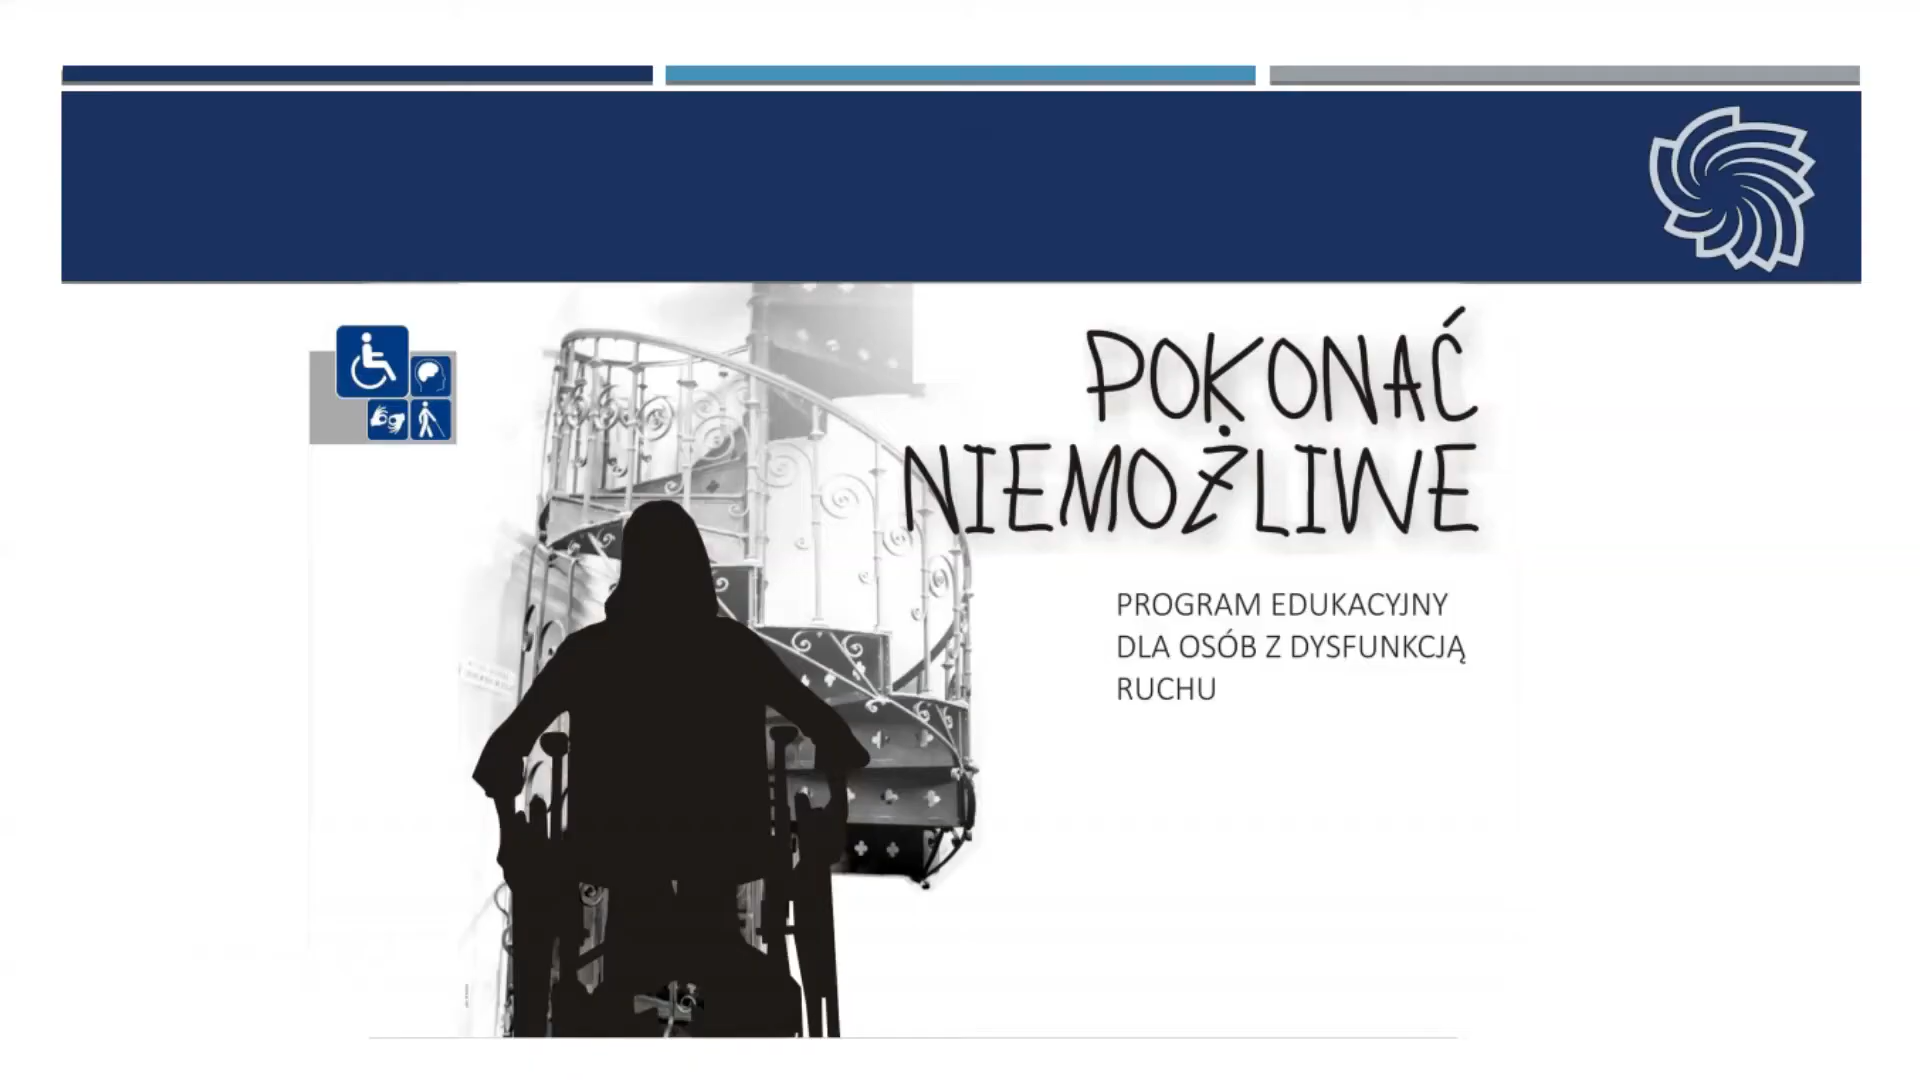 POKONAĆ
NIEMOŻLIWE
PROGRAM EDUKACYJNY
DLA OSÓB Z DYSFUNKCJĄ
RUCHU